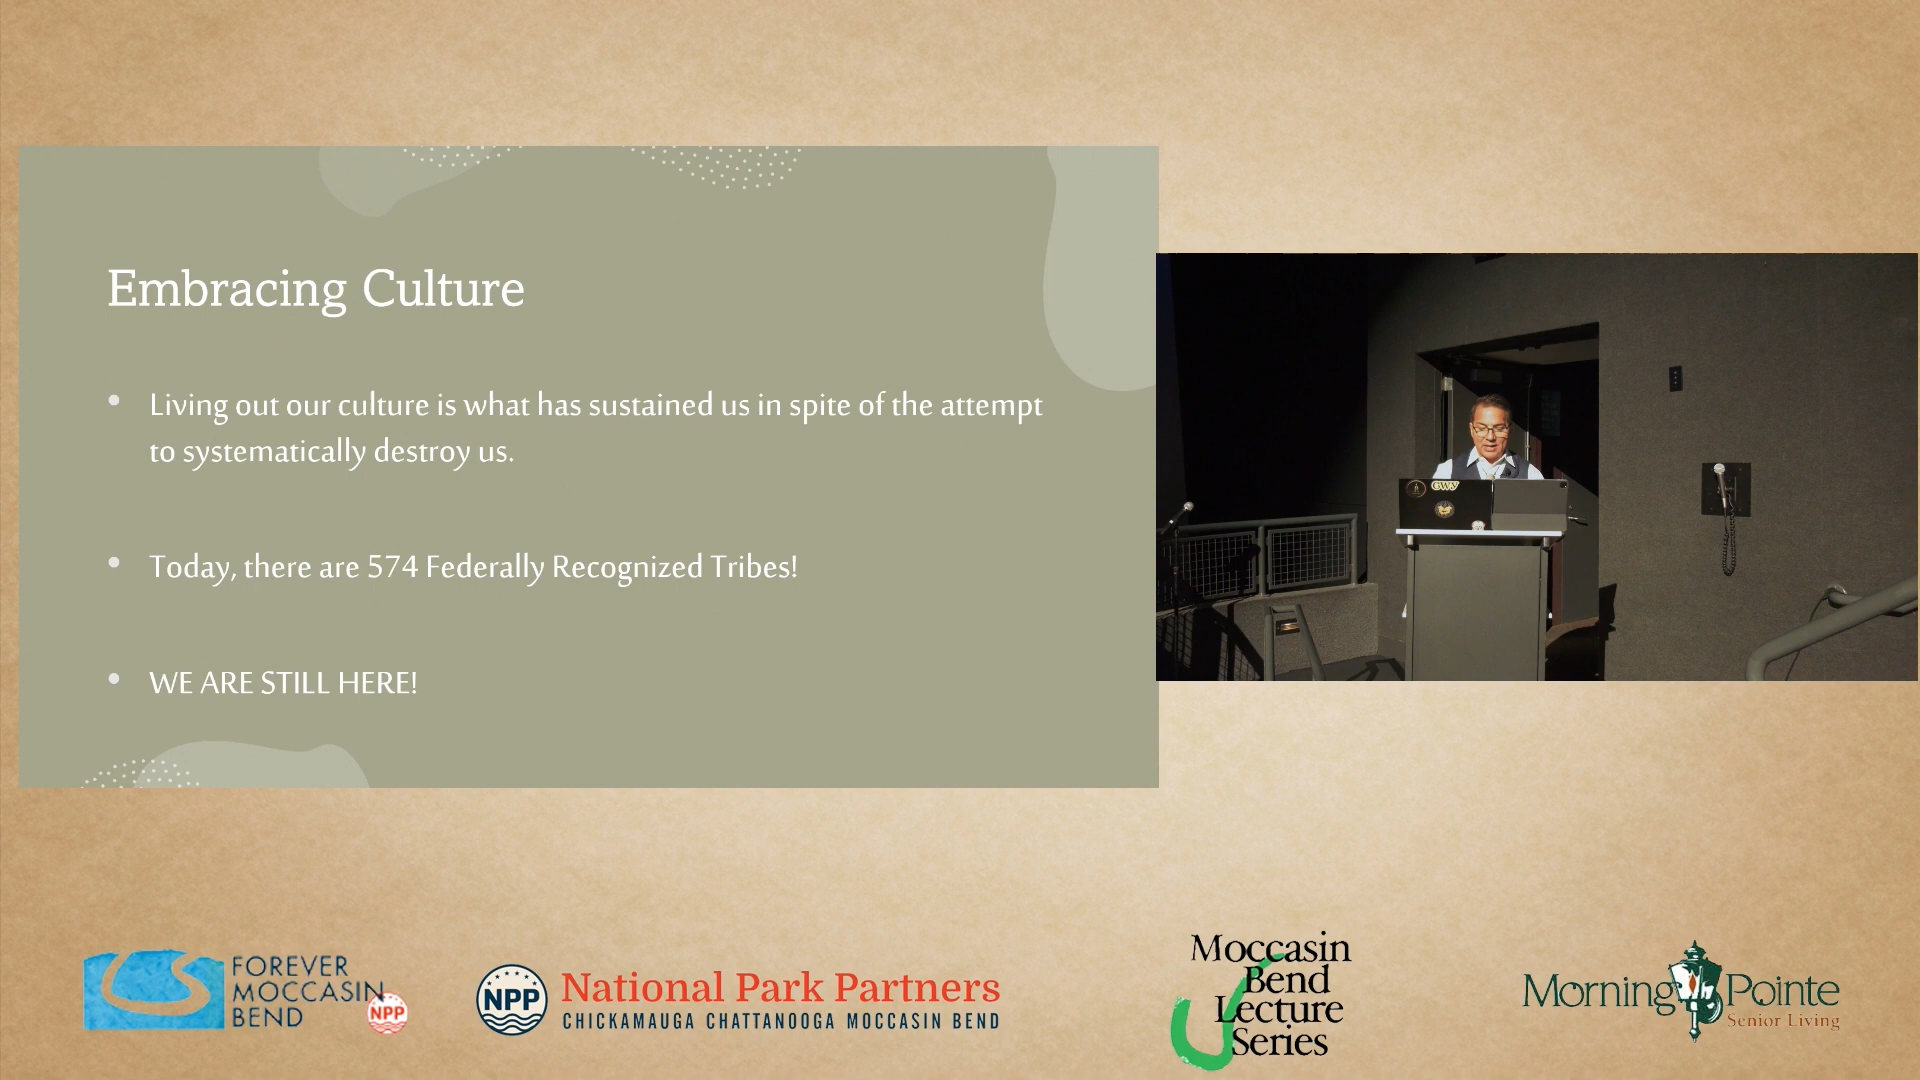 Embracing Culture
• Living out our culture is what has sustained us in spite of the attempt
to systematically destroy us.
• Today, there are 574 Federally Recognized Tribes!
• WE ARE STILL HERE!
GWY
FOREVER
MOCCASIN
BEND
NPP
NPP
National Park Partners
CHICKAMAUGA CHATTANOOGA MOCCASIN BEND
Moccasin
Bend
Lecture
Series
Morning Pointe
Senior Living